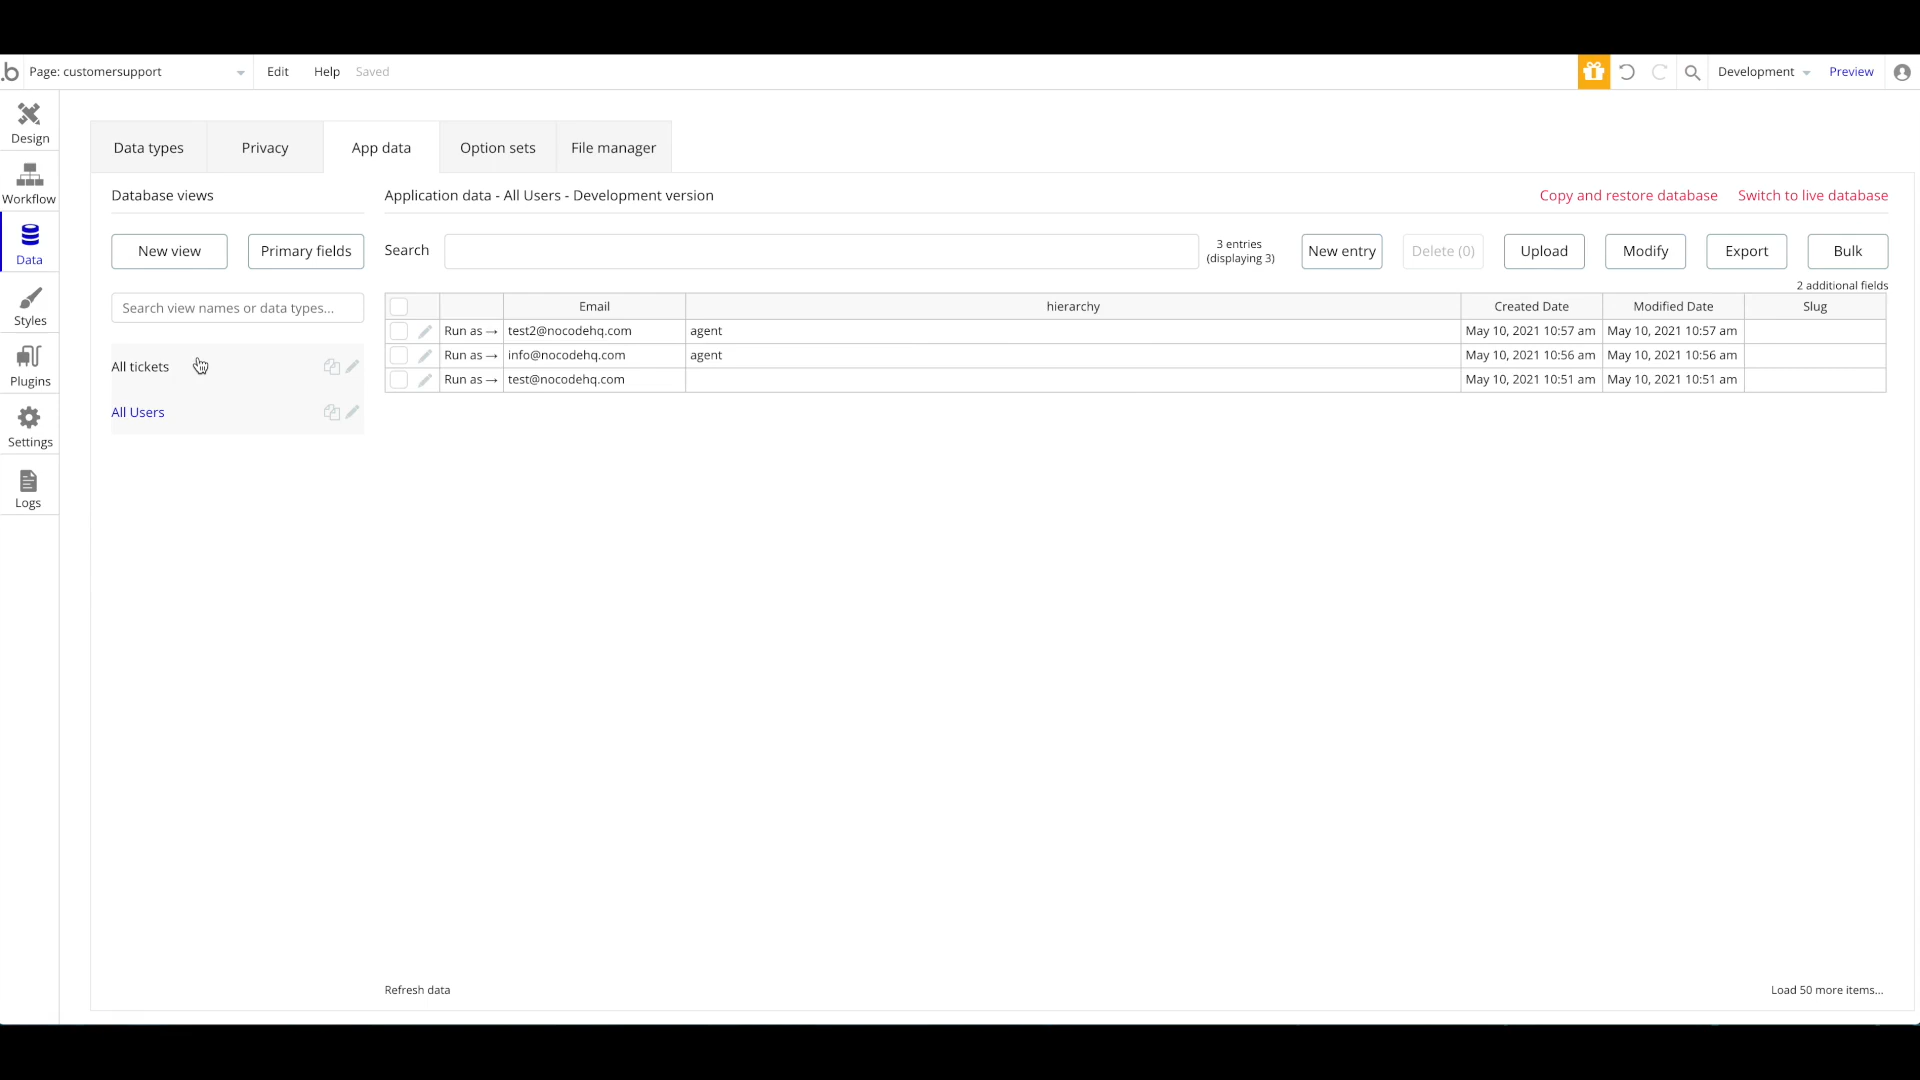 .b Page: customersupport Edit Help Saved Development Preview
Design
Workflow
Data
Styles
Plugins
Settings
Logs
Data types Privacy App data Option sets File manager
Database views
New view Primary fields
Search view names or data types...
All tickets
All Users
Application data - All Users - Development version Copy and restore database Switch to live database
Search 3 entries
(displaying 3)
New entry Delete (0) Upload Modify Export Bulk
2 additional fields
Email hierarchy Created Date Modified Date Slug
Run as → test2@nocodehq.com agent May 10, 2021 10:57 am May 10, 2021 10:57 am
Run as → info@nocodehq.com agent May 10, 2021 10:56 am May 10, 2021 10:56 am
Run as → test@nocodehq.com May 10, 2021 10:51 am May 10, 2021 10:51 am
Refresh data Load 50 more items...